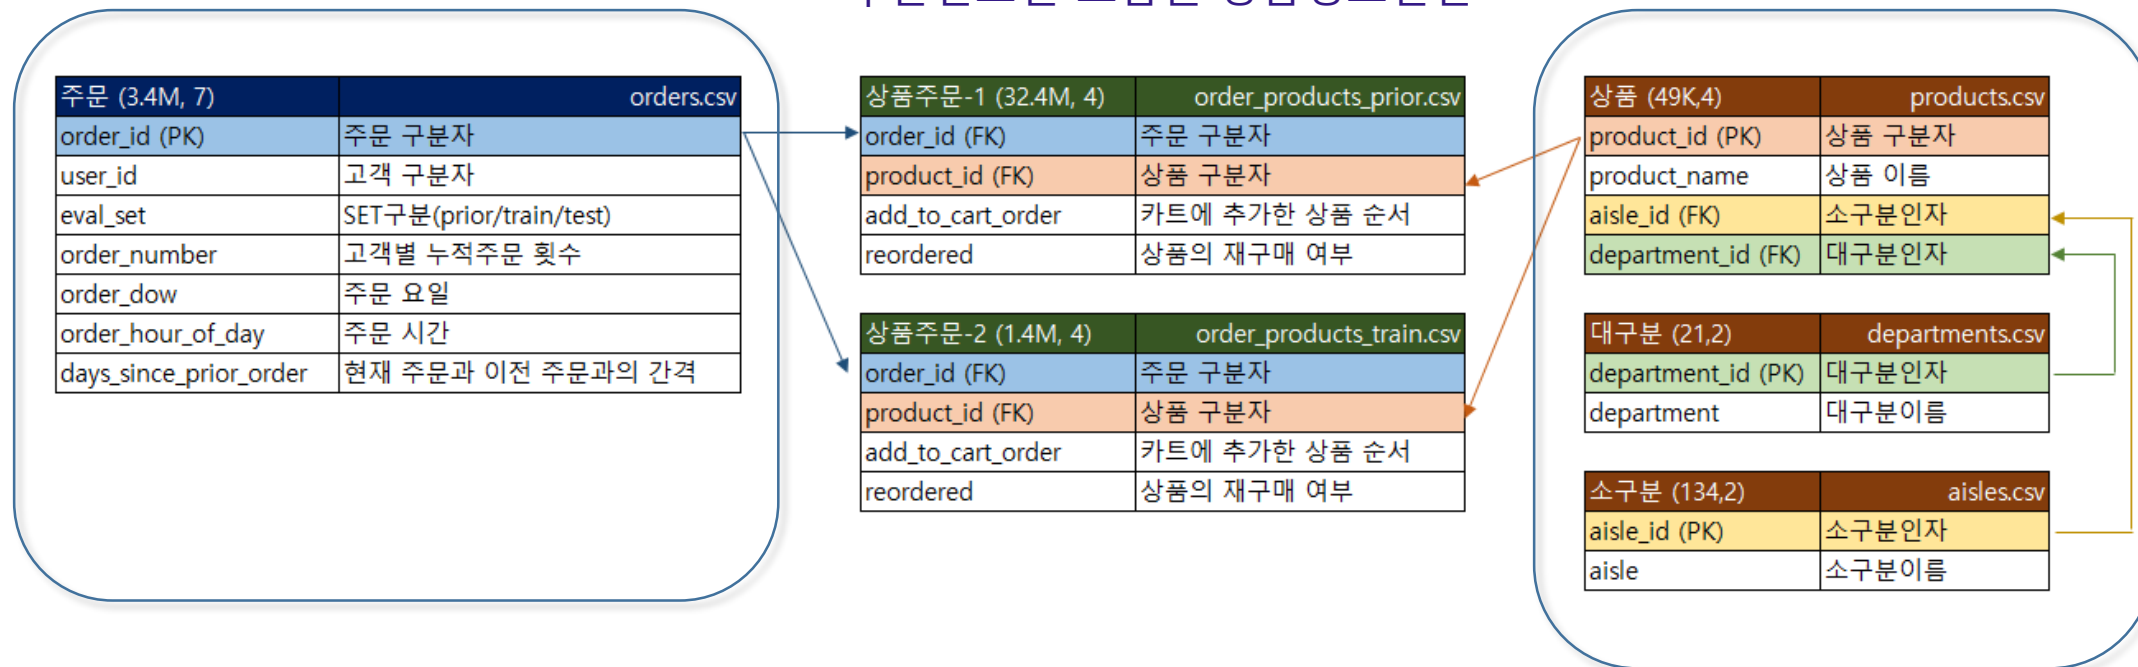 주문 (3.4M, 7) orders.csv
order_id (PK) 주문 구분자
user_id 고객 구분자
eval_set SET구분(prior/train/test)
order_number 고객별 누적주문 횟수
order_dow 주문 요일
order_hour_of_day 주문 시간
days_since_prior_order 현재 주문과 이전 주문과의 간격
상품주문-1 (32.4M, 4) order_products_prior.csv
order_id (FK) 주문 구분자
product_id (FK) 상품 구분자
add_to_cart_order 카트에 추가한 상품 순서
reordered 상품의 재구매 여부
상품주문-2 (1.4M, 4) order_products_train.csv
order_id (FK) 주문 구분자
product_id (FK) 상품 구분자
add_to_cart_order 카트에 추가한 상품 순서
reordered 상품의 재구매 여부
상품 (49K,4) products.csv
product_id (PK) 상품 구분자
product_name 상품 이름
aisle_id (FK) 소구분인자
department_id (FK) 대구분인자
대구분 (21,2) departments.csv
department_id (PK) 대구분인자
department 대구분이름
소구분 (134,2) aisles.csv
aisle_id (PK) 소구분인자
aisle 소구분이름